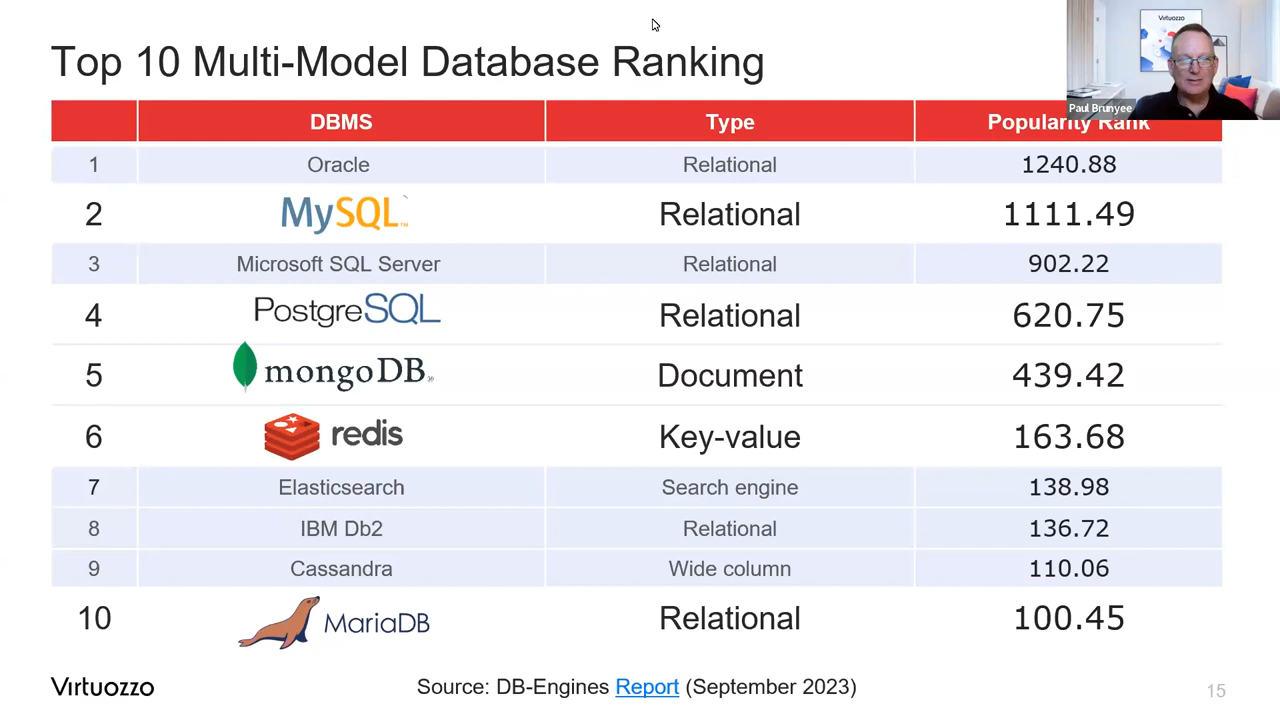 Top 10 Multi-Model Database Ranking
Virtuozzo
Paul Brunyee
DBMS Type Popularity Rank
1 Oracle Relational 1240.88
2 MySQL™ Relational 1111.49
3 Microsoft SQL Server Relational 902.22
4 PostgreSQL Relational 620.75
5 mongoDB Document 439.42
6 redis Key-value 163.68
7 Elasticsearch Search engine 138.98
8 IBM Db2 Relational 136.72
9 Cassandra Wide column 110.06
10 MariaDB Relational 100.45
Virtuozzo
Source: DB-Engines Report (September 2023)
15